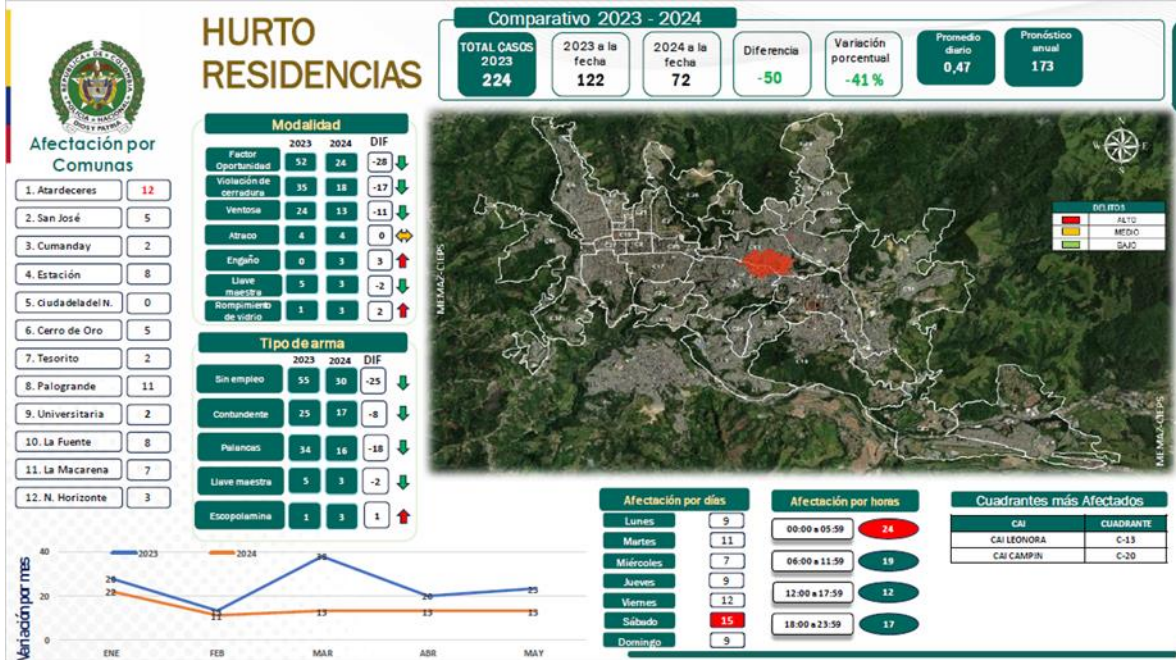 HURTO
RESIDENCIAS
Comparativo 2023 - 2024
TOTAL CASOS
2023
224
2023 a la
fecha
122
2024 a la
fecha
72
Diferencia
-50
Variación
porcentual
-41 %
Promedio
diario
0,47
Pronóstico
anual
173
Afectación por
Comunas
1. Atardeceres 12
2. San José 5
3. Cumanday 2
4. Estación 8
5. Ciudadela del N. 0
6. Cerro de Oro 5
7. Tesorito 2
8. Palogrande 11
9. Universitaria 2
10. La Fuente 8
11. La Macarena 7
12. N. Horizonte 3
Modalidad
2023 2024 DIF
Factor
Oportunidad 52 24 -28
Violación de
cerradura 35 18 -17
Ventosa 24 13 -11
Atraco 4 4 0
Engaño 0 3 3
Llave
maestra 5 3 -2
Rompimiento
de vidrio 1 3 2
Tipo de arma
2023 2024 DIF
Sin empleo 55 30 -25
Contundente 25 17 -8
Palancas 34 16 -18
Llave maestra 5 3 -2
Escopolamina 1 3 1
MEMAZ-CIEPS
MEMAZ-CIEPS
DELITOS
ALTO
MEDIO
BAJO
Variación por mes
2023 2024
40
20
0
28 13 38 20 23
22 11 13 13 13
ENE FEB MAR ABR MAY
Afectación por días
Lunes 9
Martes 11
Miércoles 7
Jueves 9
Viernes 12
Sábado 15
Domingo 9
Afectación por horas
00:00 a 05:59 24
06:00 a 11:59 19
12:00 a 17:59 12
18:00 a 23:59 17
Cuadrantes más Afectados
CAI CUADRANTE
CAI LEONORA C-13
CAI CAMPIN C-20